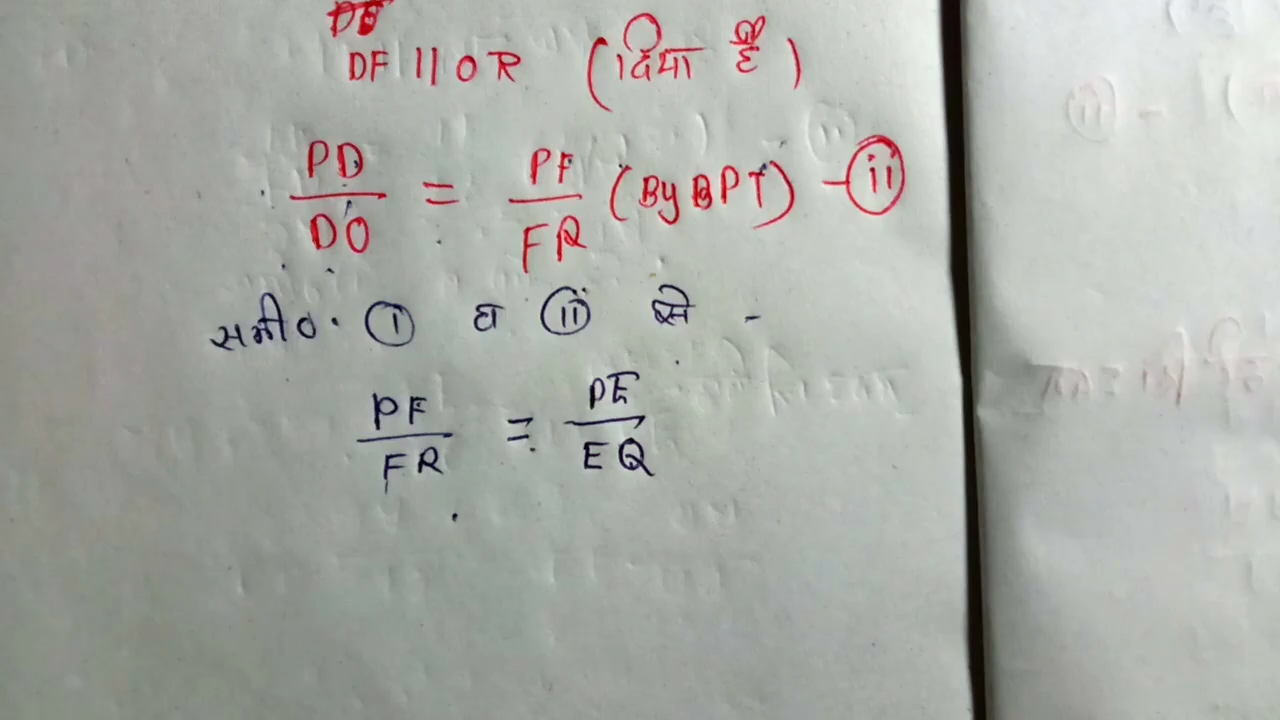 DF || OR (दिया है)
PD/DO = PF/FR (By BPT) - (ii)
समी०. (i) व (ii) से -
PF/FR = PE/EQ